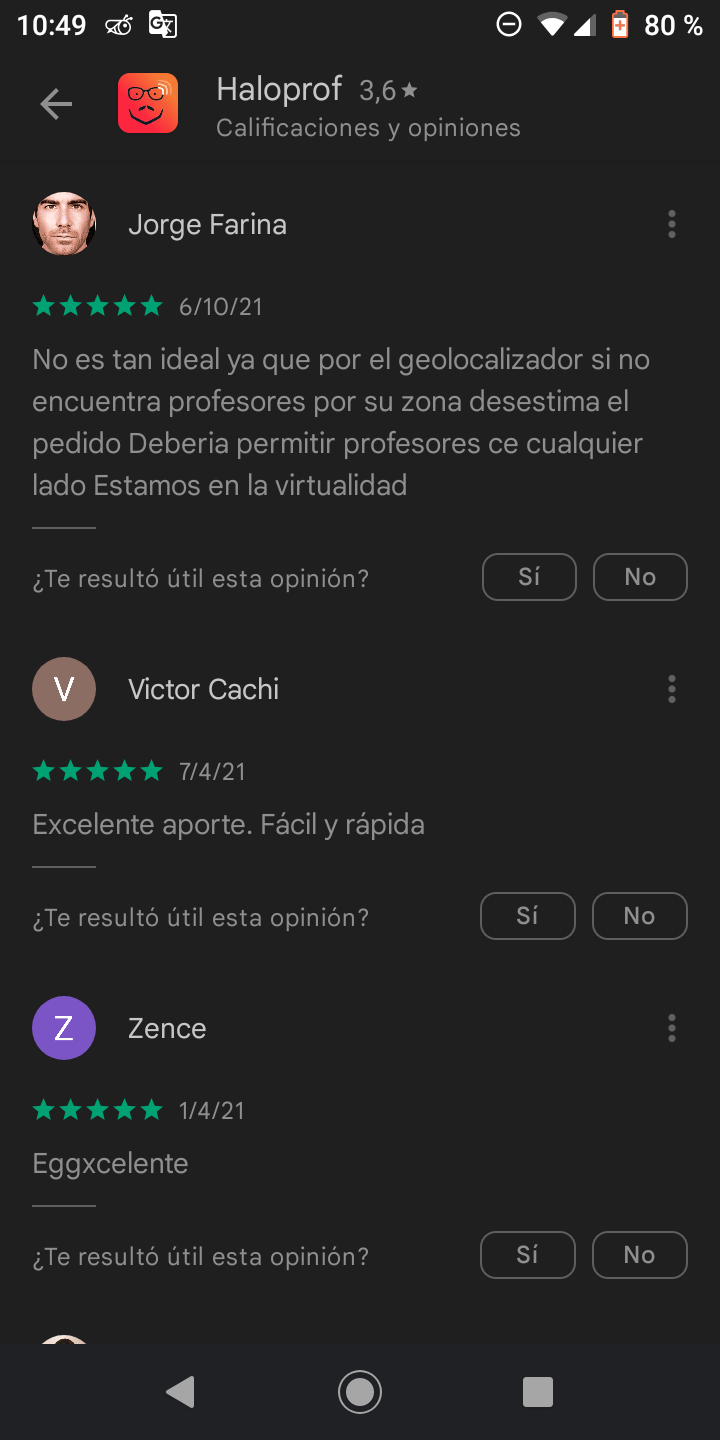 10:49 80 %
Haloprof 3,6★
Calificaciones y opiniones
Jorge Farina
6/10/21
No es tan ideal ya que por el geolocalizador si no
encuentra profesores por su zona desestima el
pedido Deberia permitir profesores ce cualquier
lado Estamos en la virtualidad
¿Te resultó útil esta opinión? Sí No
V Victor Cachi
7/4/21
Excelente aporte. Fácil y rápida
¿Te resultó útil esta opinión? Sí No
Z Zence
1/4/21
Eggxcelente
¿Te resultó útil esta opinión? Sí No